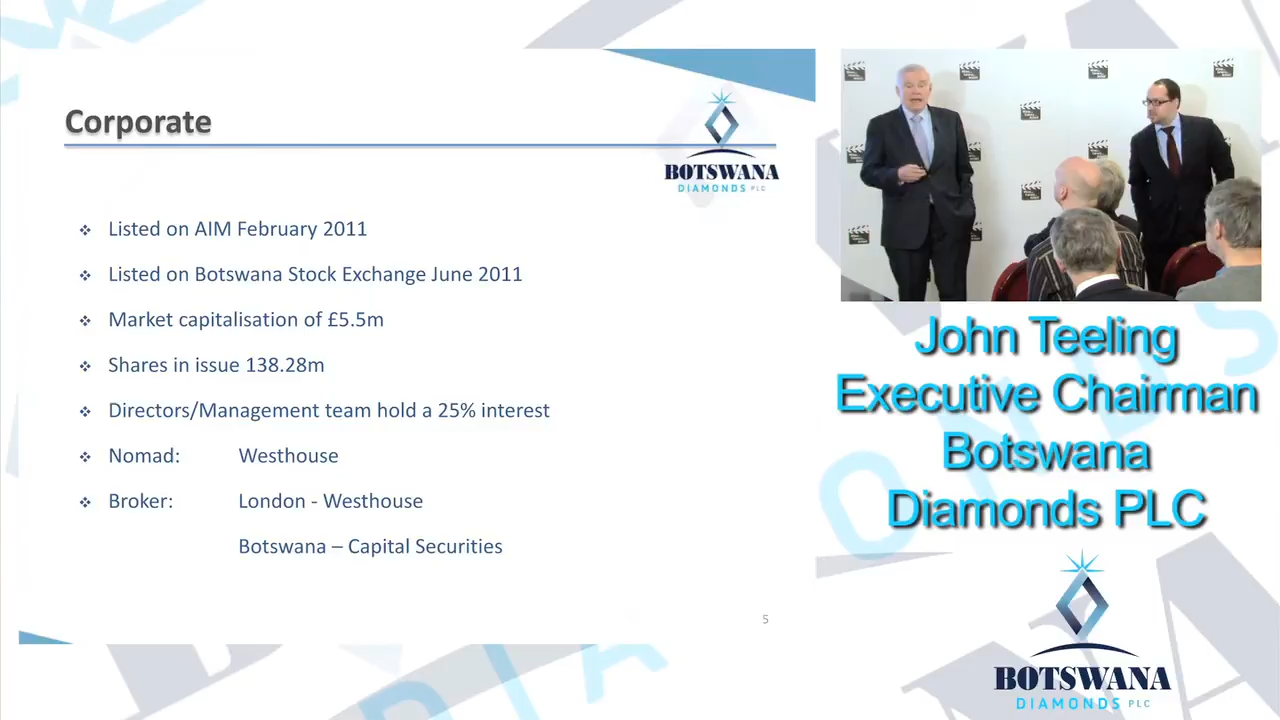 Corporate
BOTSWANA
DIAMONDS PLC
Listed on AIM February 2011
Listed on Botswana Stock Exchange June 2011
Market capitalisation of £5.5m
Shares in issue 138.28m
Directors/Management team hold a 25% interest
Nomad: Westhouse
Broker: London - Westhouse
Botswana – Capital Securities
5
John Teeling
Executive Chairman
Botswana
Diamonds PLC
BOTSWANA
DIAMONDS PLC